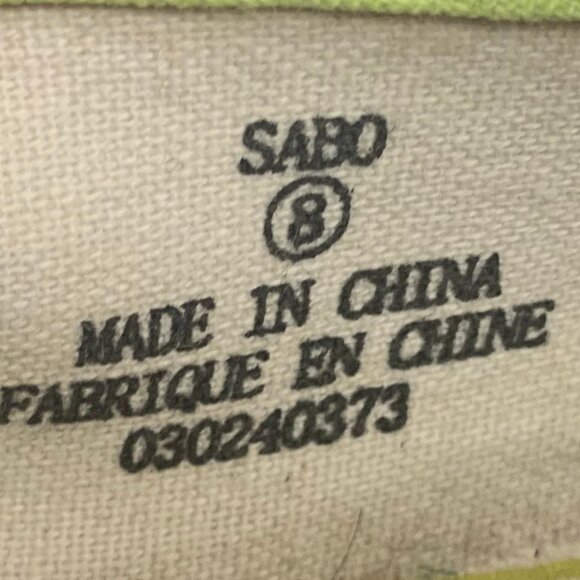 SABO
8
MADE IN CHINA
FABRIQUE EN CHINE
030240373